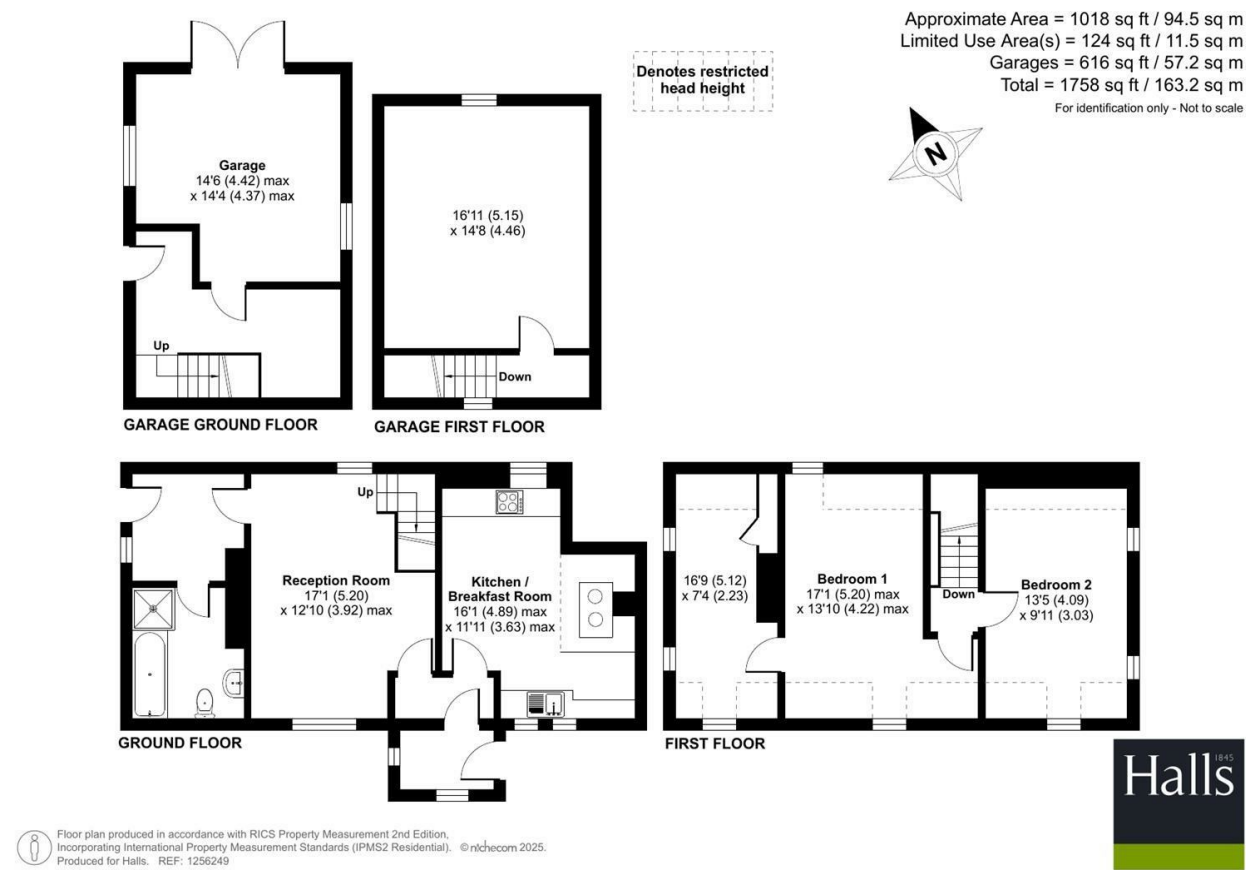 Approximate Area = 1018 sq ft / 94.5 sq m
Limited Use Area(s) = 124 sq ft / 11.5 sq m
Garages = 616 sq ft / 57.2 sq m
Total = 1758 sq ft / 163.2 sq m
For identification only - Not to scale
Denotes restricted
head height
N
Garage
14'6 (4.42) max
x 14'4 (4.37) max
Up
GARAGE GROUND FLOOR
16'11 (5.15)
x 14'8 (4.46)
Down
GARAGE FIRST FLOOR
Up
Reception Room
17'1 (5.20)
x 12'10 (3.92) max
Kitchen /
Breakfast Room
16'1 (4.89) max
x 11'11 (3.63) max
GROUND FLOOR
16'9 (5.12)
x 7'4 (2.23)
Bedroom 1
17'1 (5.20) max
x 13'10 (4.22) max
Down
Bedroom 2
13'5 (4.09)
x 9'11 (3.03)
FIRST FLOOR
Halls
1845
Floor plan produced in accordance with RICS Property Measurement 2nd Edition,
Incorporating International Property Measurement Standards (IPMS2 Residential). © nichecom 2025.
Produced for Halls. REF: 1256249